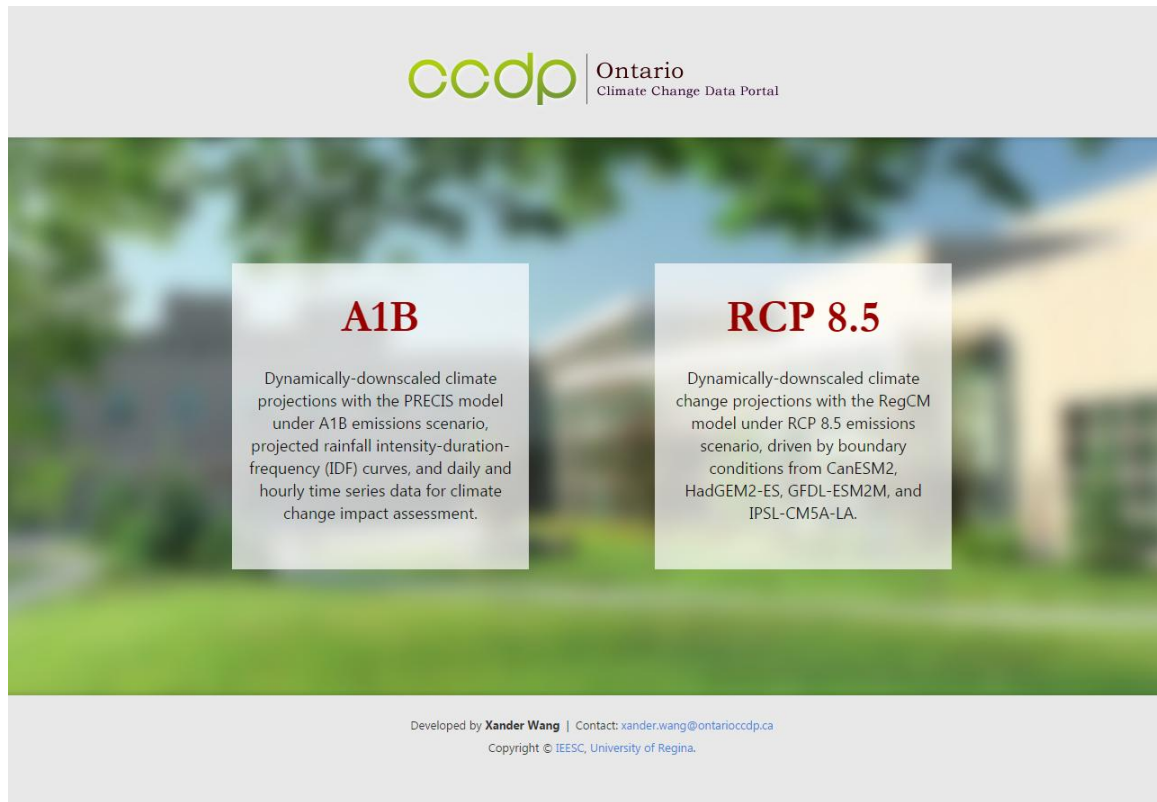 ccdp
Ontario
Climate Change Data Portal
A1B
Dynamically-downscaled climate
projections with the PRECIS model
under A1B emissions scenario,
projected rainfall intensity-duration-
frequency (IDF) curves, and daily and
hourly time series data for climate
change impact assessment.
RCP 8.5
Dynamically-downscaled climate
change projections with the RegCM
model under RCP 8.5 emissions
scenario, driven by boundary
conditions from CanESM2,
HadGEM2-ES, GFDL-ESM2M, and
IPSL-CM5A-LA.
Developed by Xander Wang | Contact: xander.wang@ontarioccdp.ca
Copyright © IEESC, University of Regina.